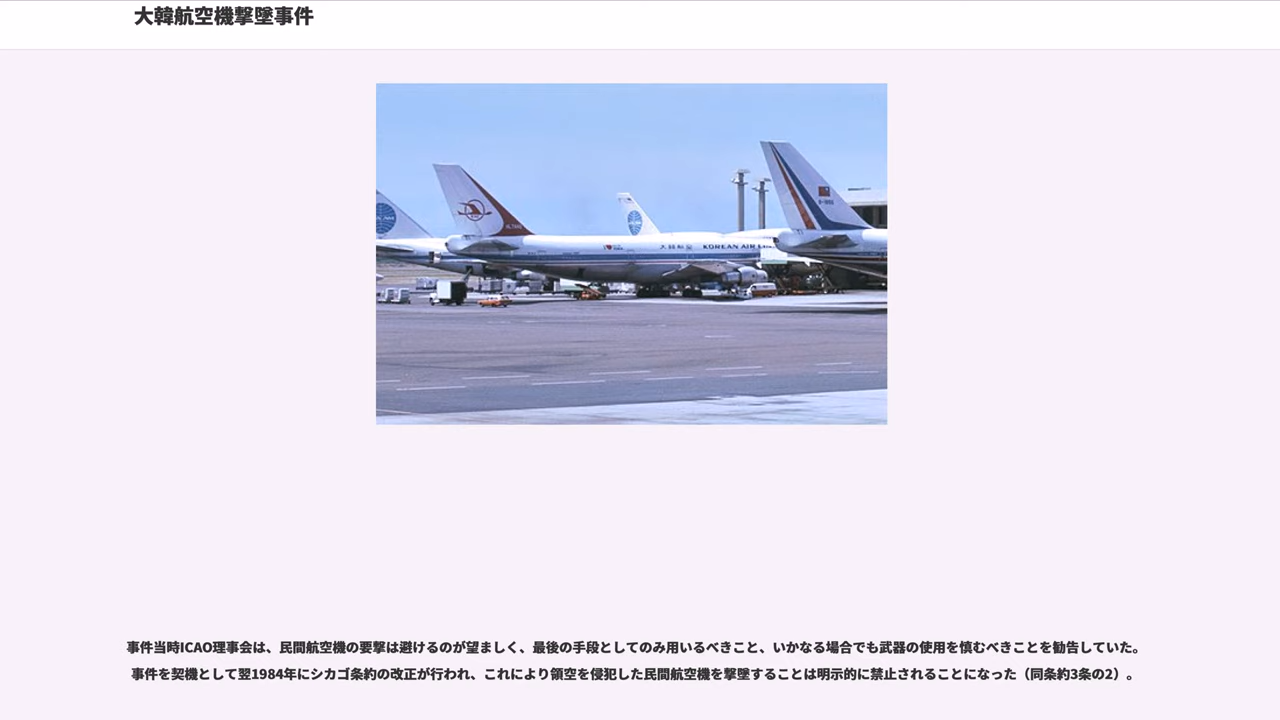 大韓航空機撃墜事件
大韓航空 KOREAN AIR L
事件当時ICAO理事会は、民間航空機の要撃は避けるのが望ましく、最後の手段としてのみ用いるべきこと、いかなる場合でも武器の使用を慎むべきことを勧告していた。
事件を契機として翌1984年にシカゴ条約の改正が行われ、これにより領空を侵犯した民間航空機を撃墜することは明示的に禁止されることになった（同条約3条の2）。